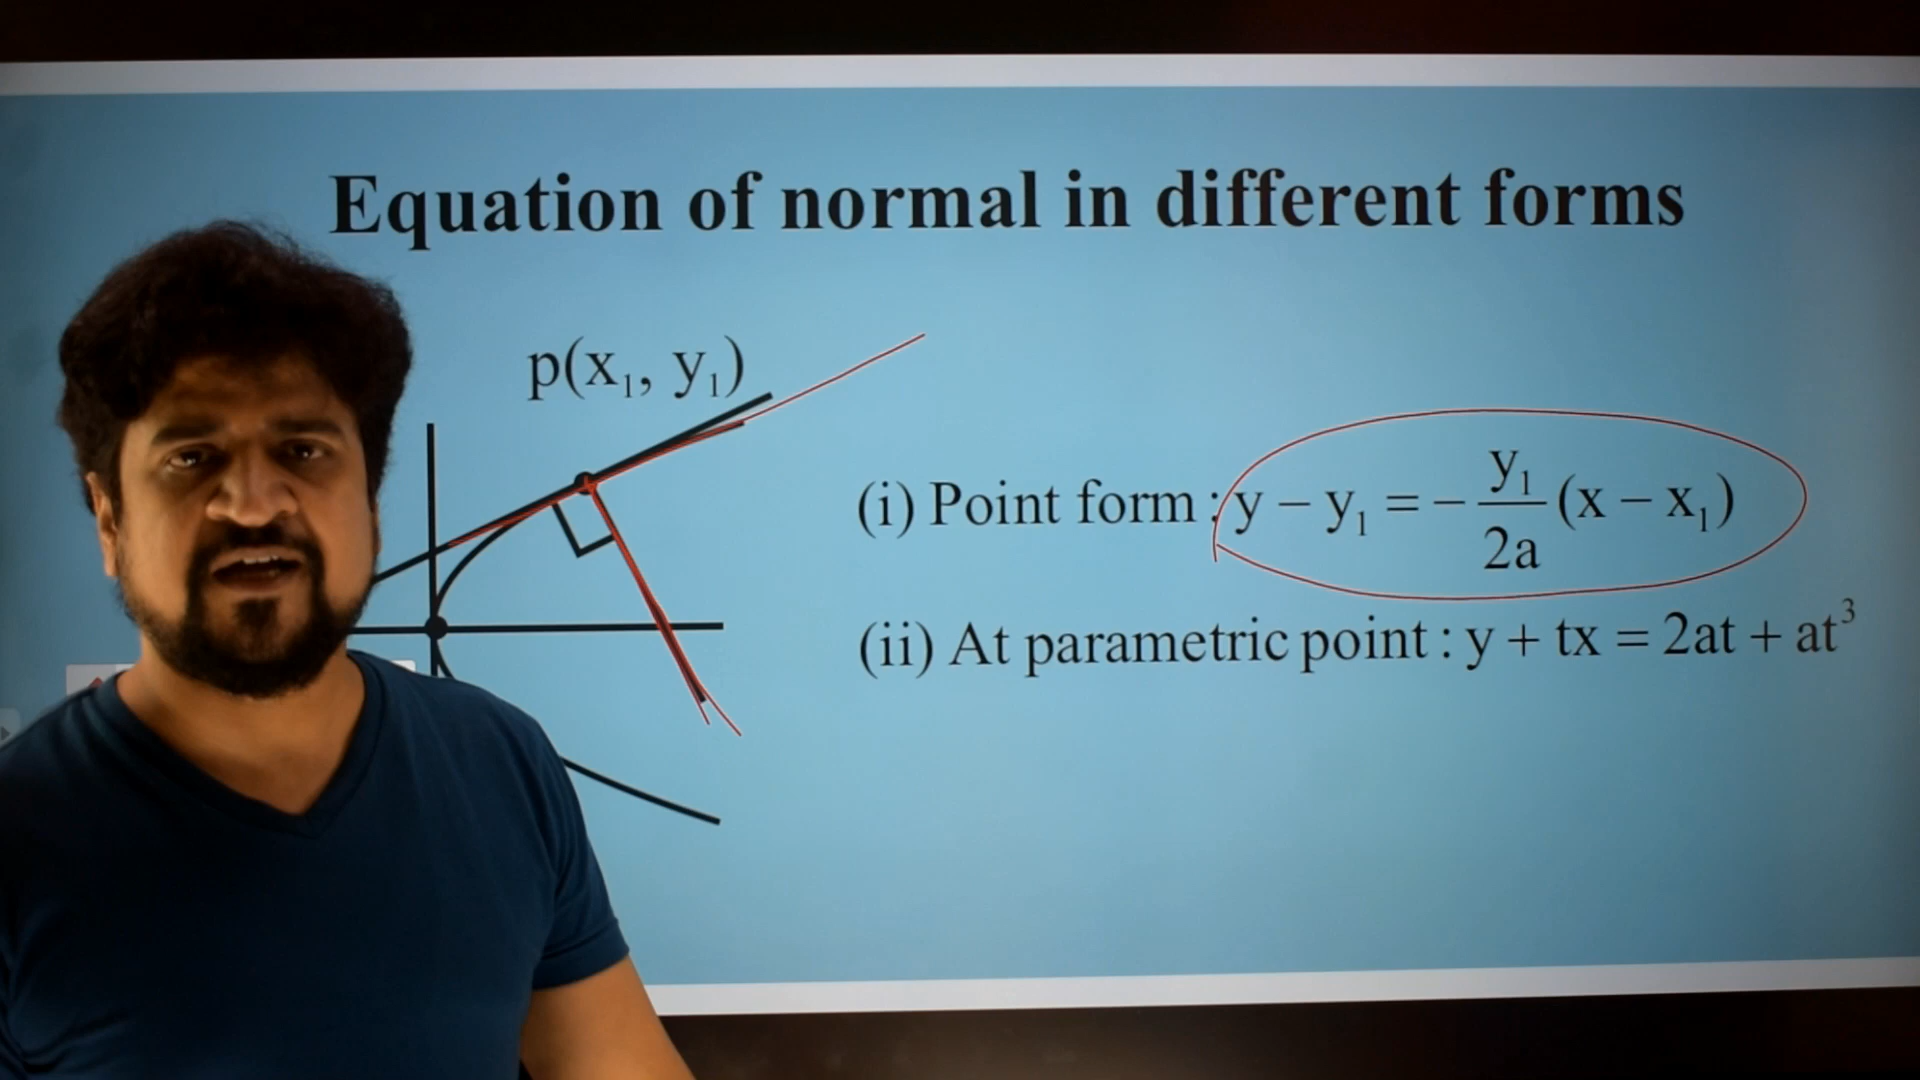 Equation of normal in different forms
p(x₁, y₁)
(i) Point form : y − y₁ = − y₁/2a (x − x₁)
(ii) At parametric point : y + tx = 2at + at³